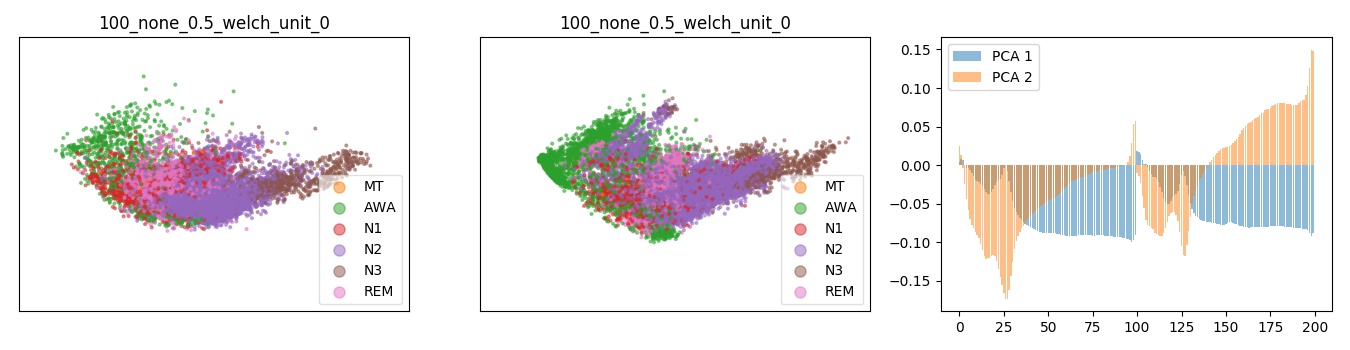 100_none_0.5_welch_unit_0
MT
AWA
N1
N2
N3
REM
100_none_0.5_welch_unit_0
MT
AWA
N1
N2
N3
REM
PCA 1
PCA 2
0.15
0.10
0.05
0.00
−0.05
−0.10
−0.15
0 25 50 75 100 125 150 175 200